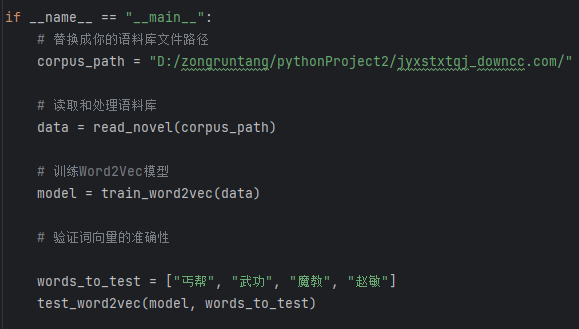 if __name__ == "__main__":
# 替换成你的语料库文件路径
corpus_path = "D:/zongruntang/pythonProject2/jyxstxtqj_downcc.com/"
# 读取和处理语料库
data = read_novel(corpus_path)
# 训练Word2Vec模型
model = train_word2vec(data)
# 验证词向量的准确性
words_to_test = ["丐帮", "武功", "魔教", "赵敏"]
test_word2vec(model, words_to_test)